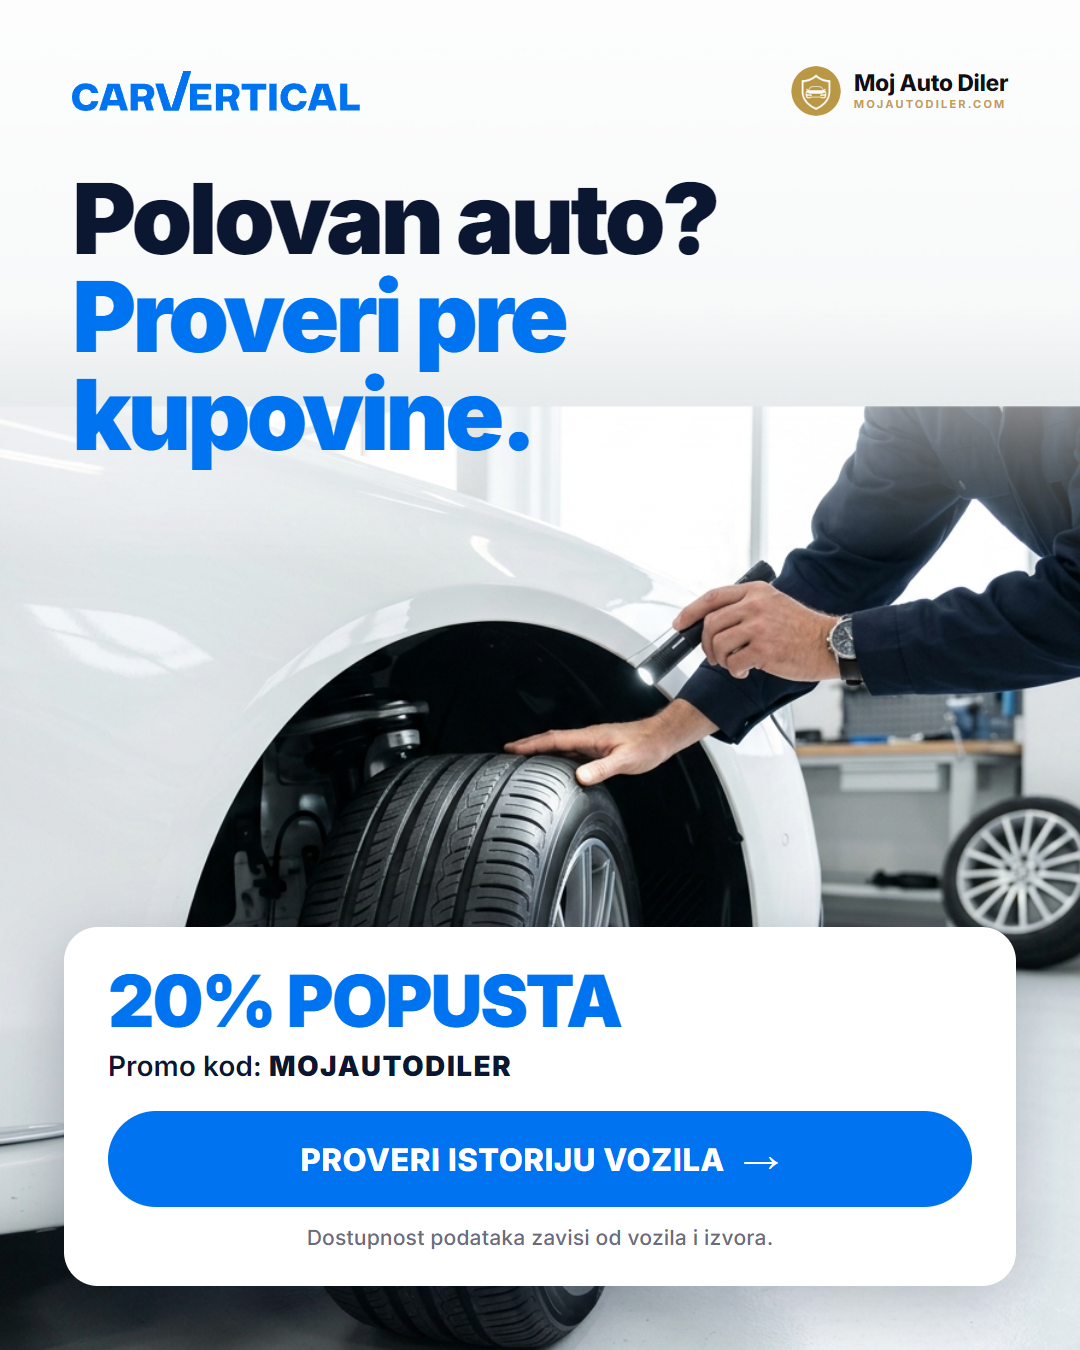 CARVERTICAL
Moj Auto Diler
MOJAUTODILER.COM
Polovan auto?
Proveri pre
kupovine.
20% POPUSTA
Promo kod: MOJAUTODILER
PROVERI ISTORIJU VOZILA →
Dostupnost podataka zavisi od vozila i izvora.